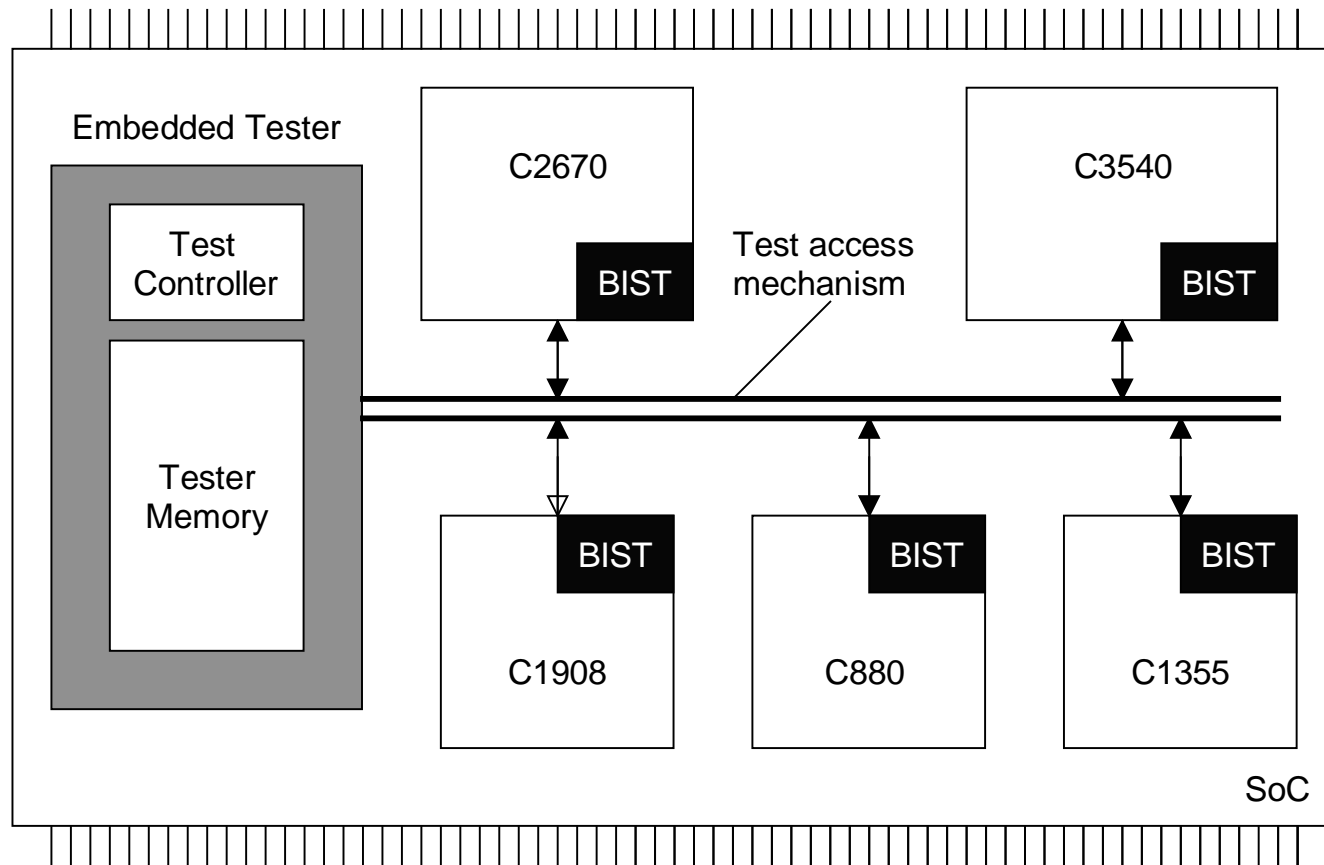 Embedded Tester
Test
Controller
Tester
Memory
C2670
BIST
C3540
BIST
Test access
mechanism
BIST
C1908
BIST
C880
BIST
C1355
SoC